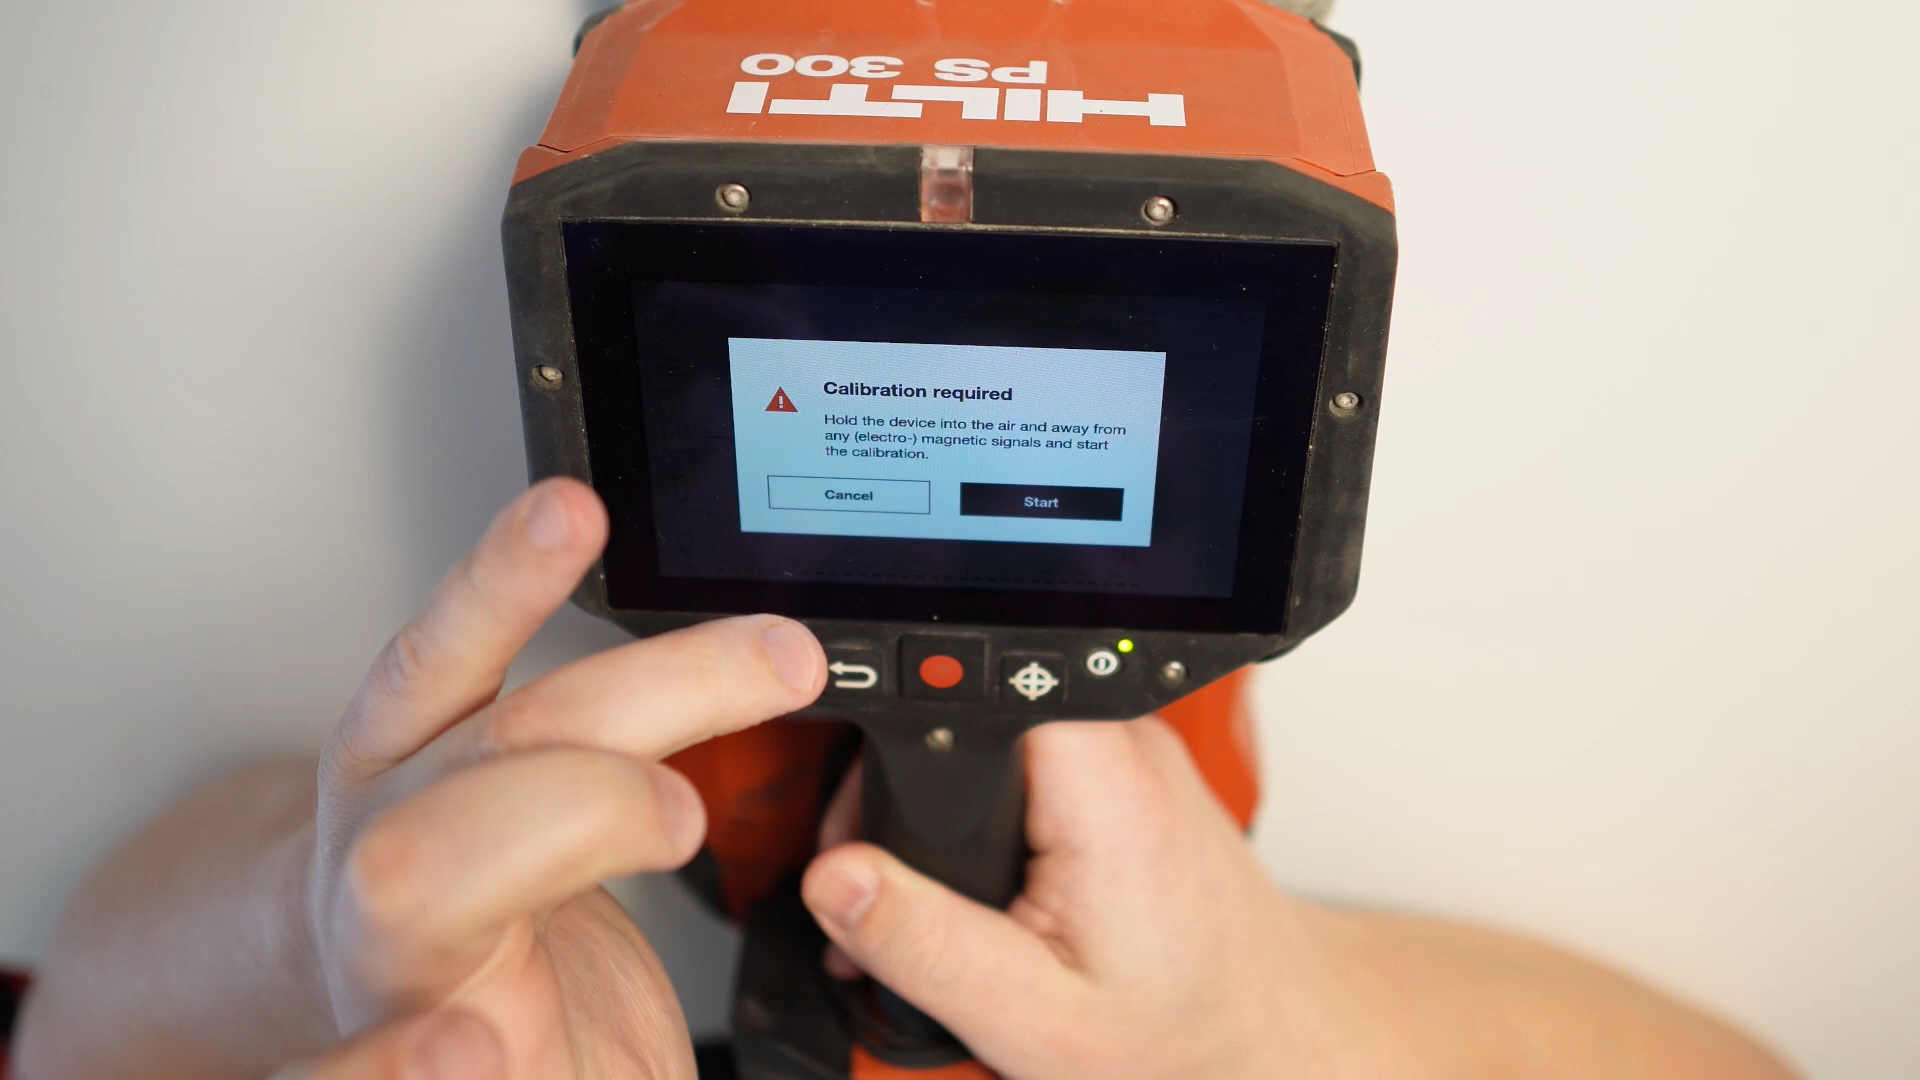 HILTI
PS 300
Calibration required
Hold the device into the air and away from
any (electro-) magnetic signals and start
the calibration.
Cancel
Start